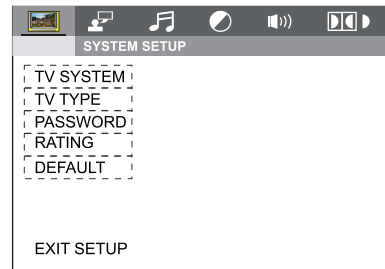 SYSTEM SETUP
TV SYSTEM
TV TYPE
PASSWORD
RATING
DEFAULT
EXIT SETUP